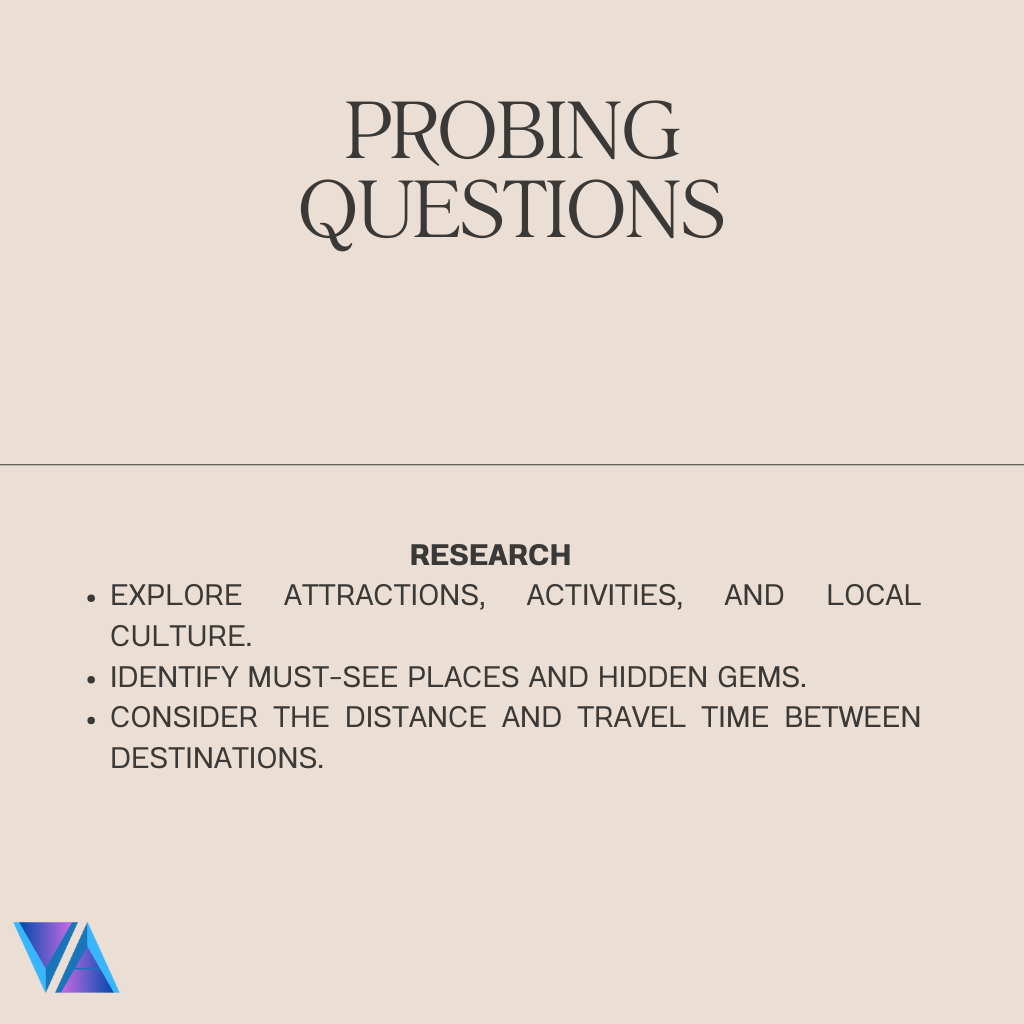 PROBING
QUESTIONS
RESEARCH
• EXPLORE ATTRACTIONS, ACTIVITIES, AND LOCAL
CULTURE.
• IDENTIFY MUST-SEE PLACES AND HIDDEN GEMS.
• CONSIDER THE DISTANCE AND TRAVEL TIME BETWEEN
DESTINATIONS.
VA